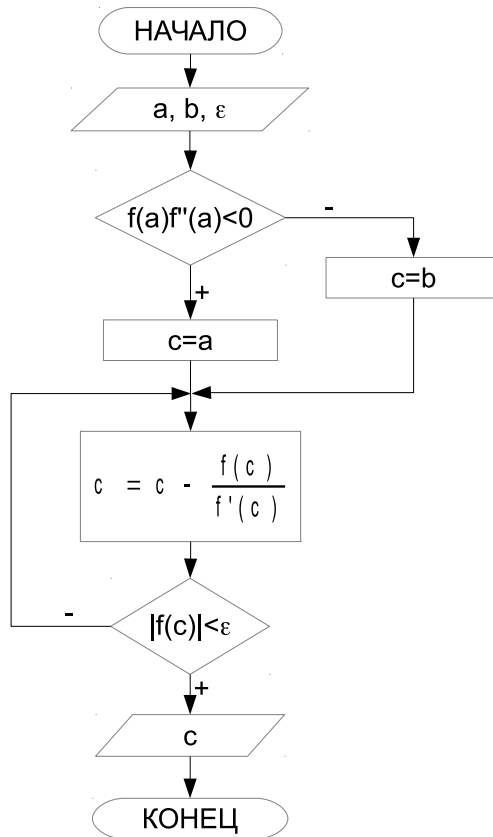 НАЧАЛО
a, b, ε
f(a)f''(a)<0
-
+
c=b
c=a
c = c - f(c)/f'(c)
-
|f(c)|<ε
+
c
КОНЕЦ